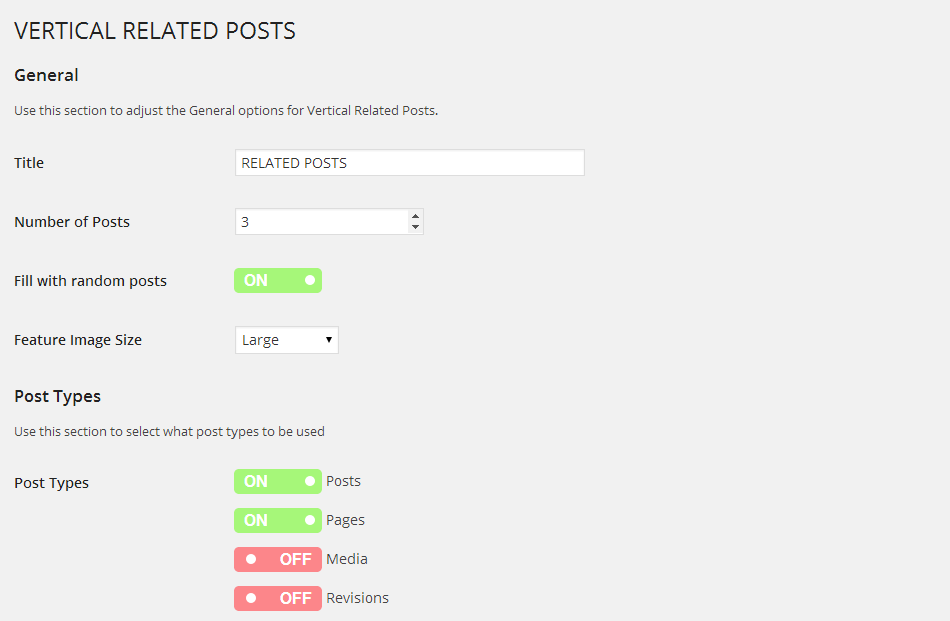 VERTICAL RELATED POSTS
General
Use this section to adjust the General options for Vertical Related Posts.
Title RELATED POSTS
Number of Posts 3
Fill with random posts ON
Feature Image Size Large
Post Types
Use this section to select what post types to be used
Post Types ON Posts
ON Pages
OFF Media
OFF Revisions